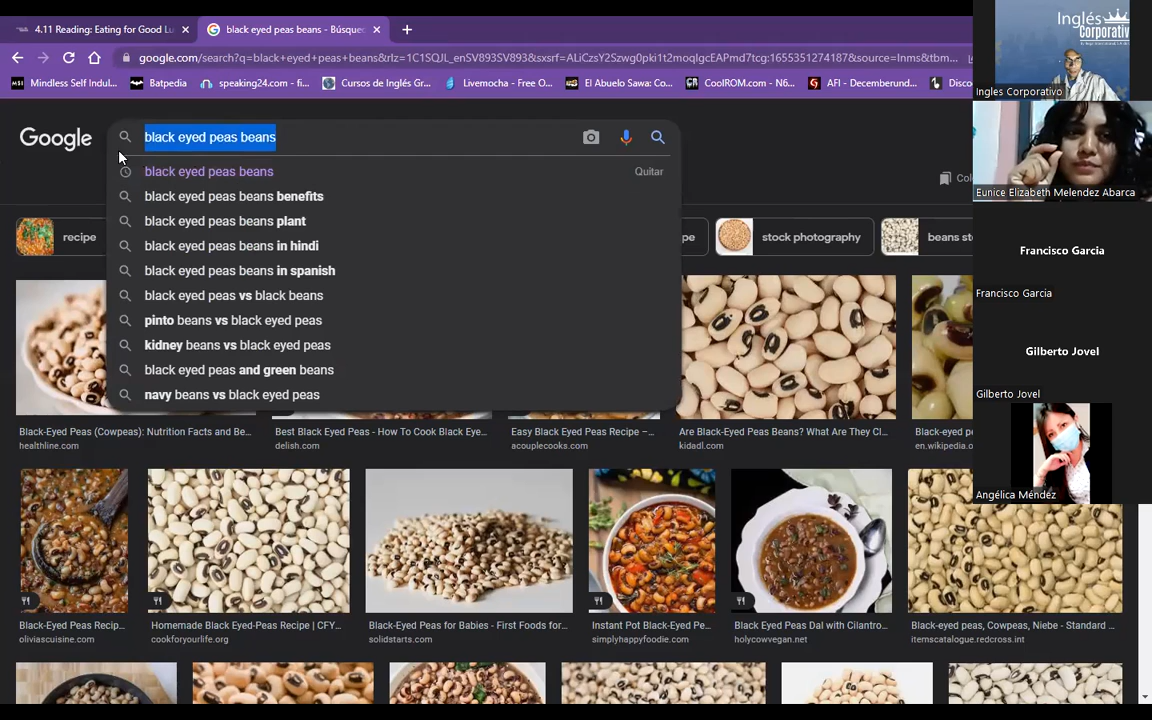 4.11 Reading: Eating for Good Lu
black eyed peas beans - Búsque
google.com/search?q=black+eyed+peas+beans&rlz=1C1SQJL_enSV893SV893&sxsrf=ALiCzsY2Szwg0pki1t2moqIgcEAPmd7tcg:1655351274187&source=lnms&tbm...
Mindless Self Indul...
Batpedia
speaking24.com - fi...
Cursos de Inglés Gr...
Livemocha - Free O...
El Abuelo Sawa: Co...
CoolROM.com - N6...
AFI - Decemberund...
Disco
Google
black eyed peas beans
black eyed peas beans
Quitar
black eyed peas beans benefits
black eyed peas beans plant
black eyed peas beans in hindi
black eyed peas beans in spanish
black eyed peas vs black beans
pinto beans vs black eyed peas
kidney beans vs black eyed peas
black eyed peas and green beans
navy beans vs black eyed peas
Cole
recipe
pe
stock photography
beans st
Black-Eyed Peas (Cowpeas): Nutrition Facts and Be...
healthline.com
Best Black Eyed Peas - How To Cook Black Eye...
delish.com
Easy Black Eyed Peas Recipe –...
acouplecooks.com
Are Black-Eyed Peas Beans? What Are They Cl...
kidadl.com
Black-eyed p
en.wikipedia.o
Black-Eyed Peas Recip...
oliviascuisine.com
Homemade Black Eyed-Peas Recipe | CFY...
cookforyourlife.org
Black-Eyed Peas for Babies - First Foods for...
solidstarts.com
Instant Pot Black-Eyed Pe...
simplyhappyfoodie.com
Black Eyed Peas Dal with Cilantro...
holycowvegan.net
Black-eyed peas, Cowpeas, Niebe - Standard ...
itemscatalogue.redcross.int
Inglés
Corporativo
Ingles Corporativo
Eunice Elizabeth Melendez Abarca
Francisco Garcia
Francisco Garcia
Gilberto Jovel
Gilberto Jovel
Angélica Méndez